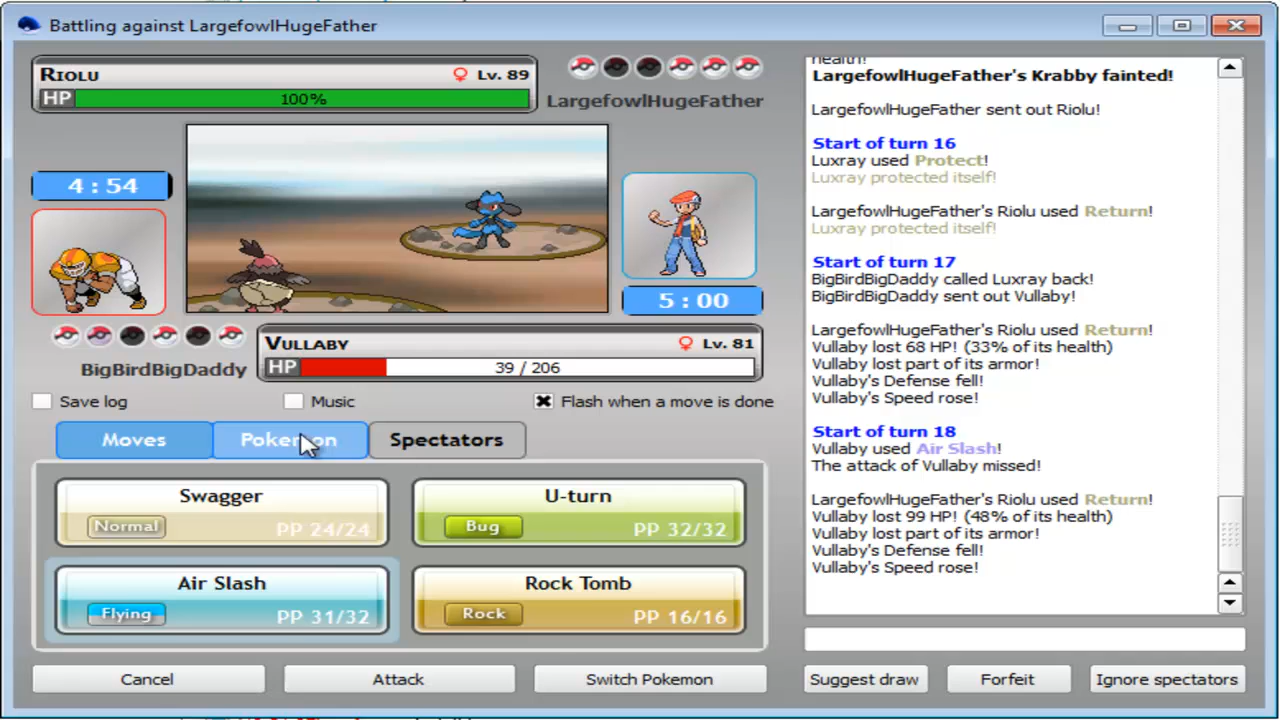 Battling against LargefowlHugeFather
RIOLU Lv. 89
HP 100%
LargefowlHugeFather
4 : 54
5 : 00
VULLABY Lv. 81
HP 39 / 206
BigBirdBigDaddy
Save log
Music
Flash when a move is done
Moves
Pokemon
Spectators
Swagger
Normal PP 24/24
U-turn
Bug PP 32/32
Air Slash
Flying PP 31/32
Rock Tomb
Rock PP 16/16
Cancel
Attack
Switch Pokemon
health!
LargefowlHugeFather's Krabby fainted!
LargefowlHugeFather sent out Riolu!
Start of turn 16
Luxray used Protect!
Luxray protected itself!
LargefowlHugeFather's Riolu used Return!
Luxray protected itself!
Start of turn 17
BigBirdBigDaddy called Luxray back!
BigBirdBigDaddy sent out Vullaby!
LargefowlHugeFather's Riolu used Return!
Vullaby lost 68 HP! (33% of its health)
Vullaby lost part of its armor!
Vullaby's Defense fell!
Vullaby's Speed rose!
Start of turn 18
Vullaby used Air Slash!
The attack of Vullaby missed!
LargefowlHugeFather's Riolu used Return!
Vullaby lost 99 HP! (48% of its health)
Vullaby lost part of its armor!
Vullaby's Defense fell!
Vullaby's Speed rose!
Suggest draw
Forfeit
Ignore spectators